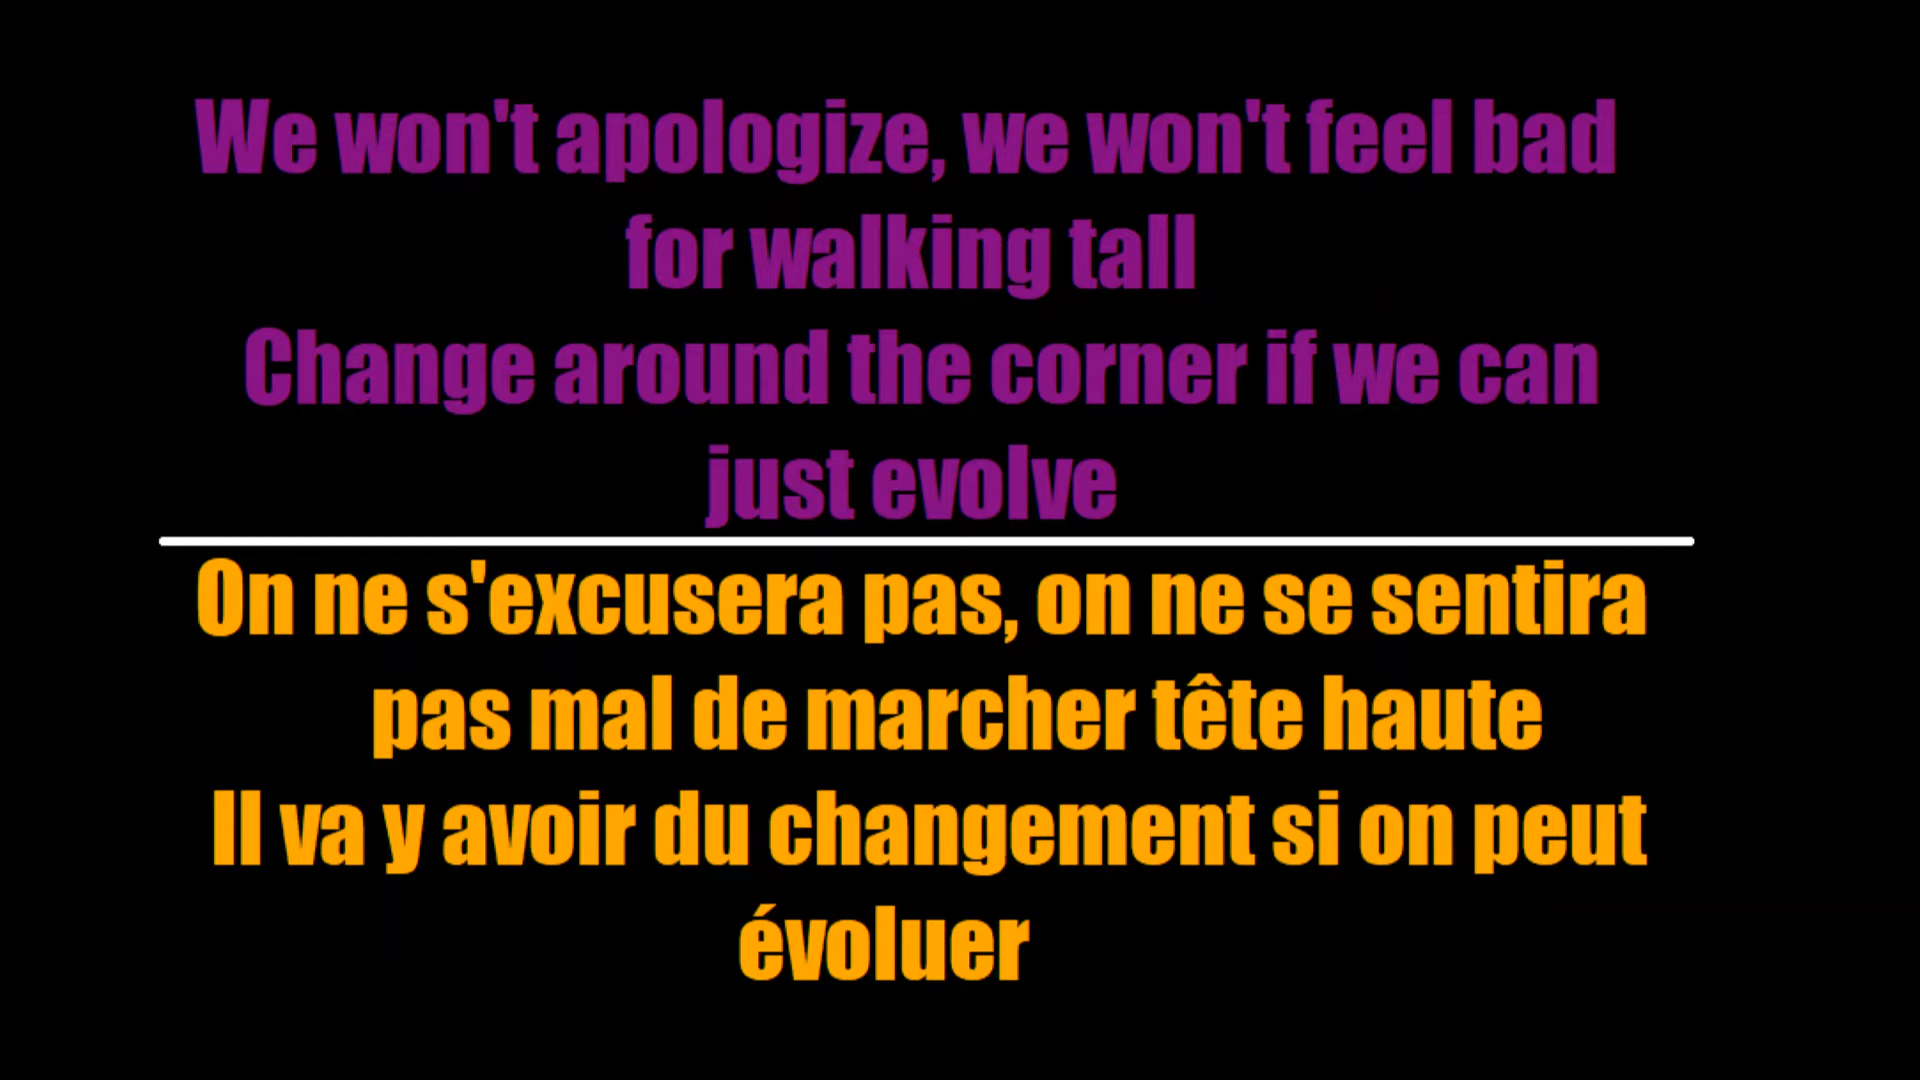 We won't apologize, we won't feel bad
for walking tall
Change around the corner if we can
just evolve
On ne s'excusera pas, on ne se sentira
pas mal de marcher tête haute
Il va y avoir du changement si on peut
évoluer